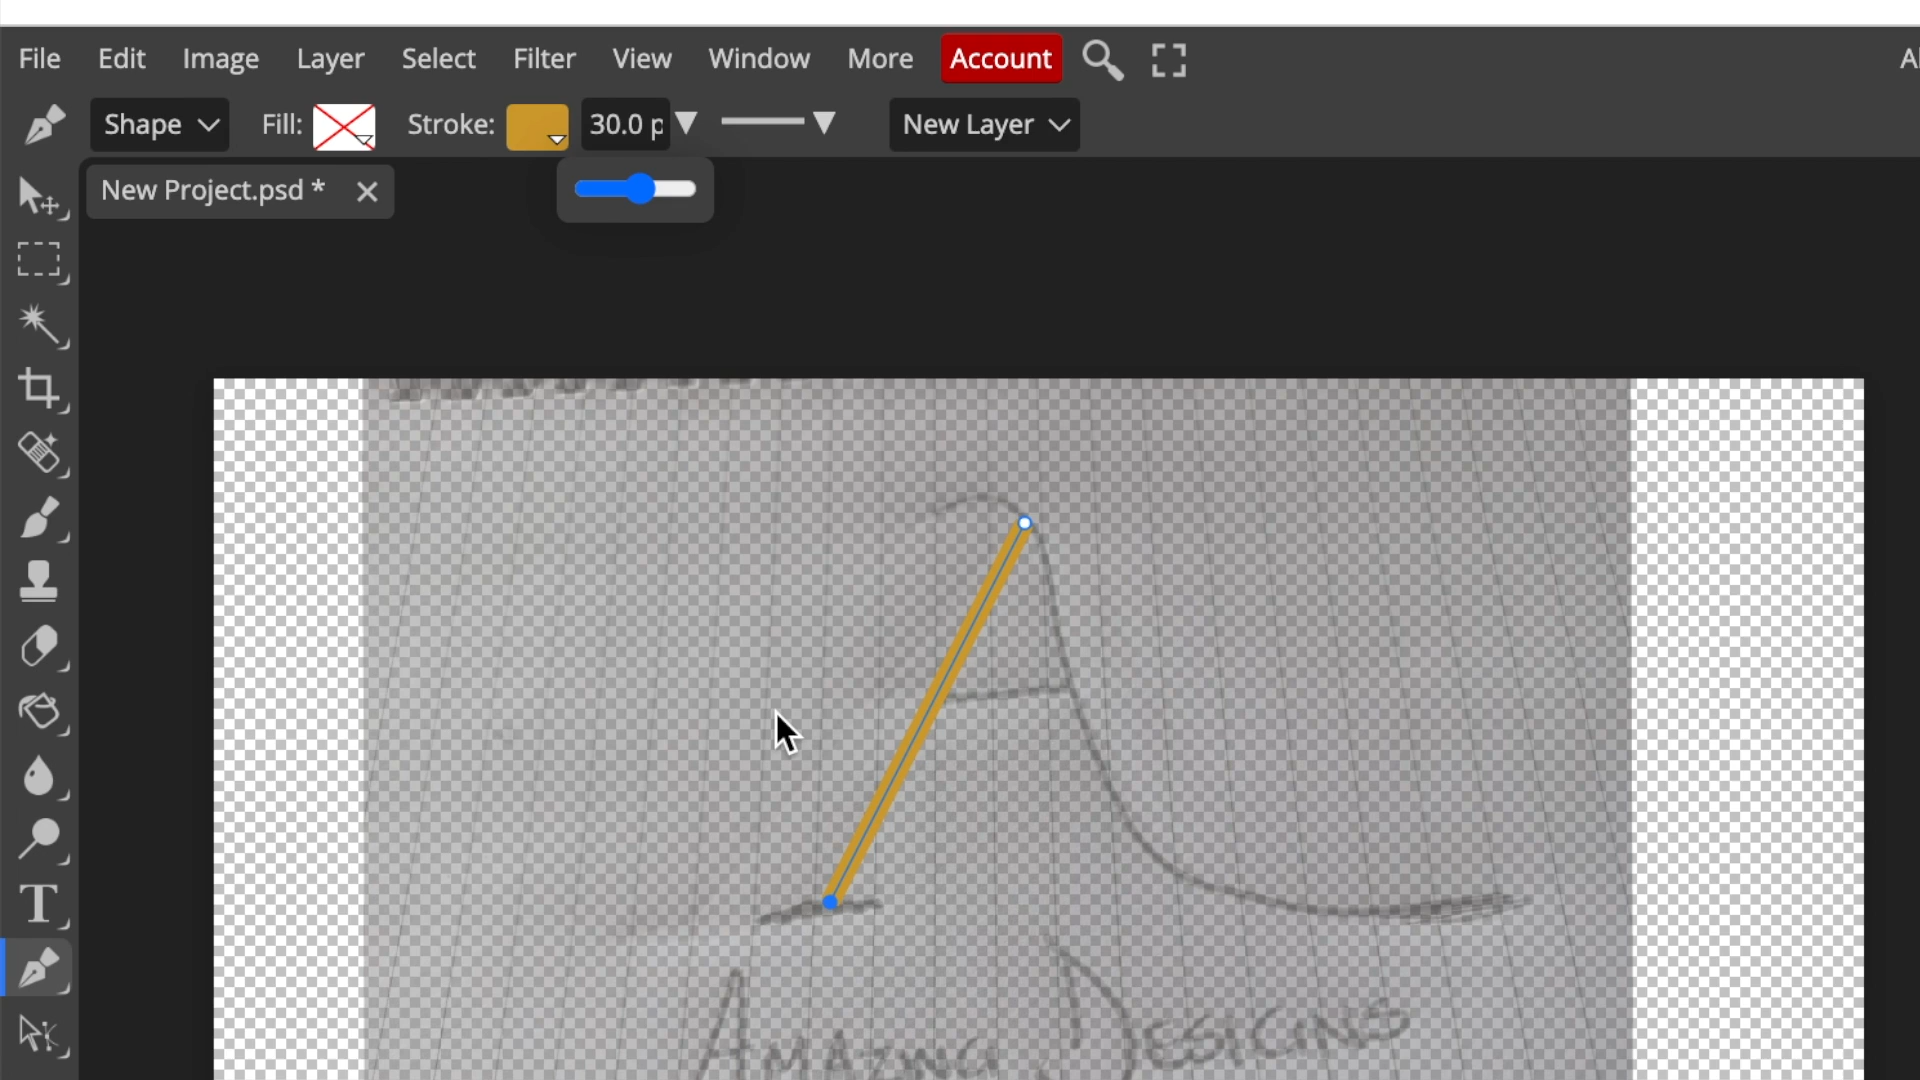 File Edit Image Layer Select Filter View Window More Account
Shape Fill: Stroke: 30.0 p New Layer
New Project.psd *
T
A
AMAZING DESIGNS